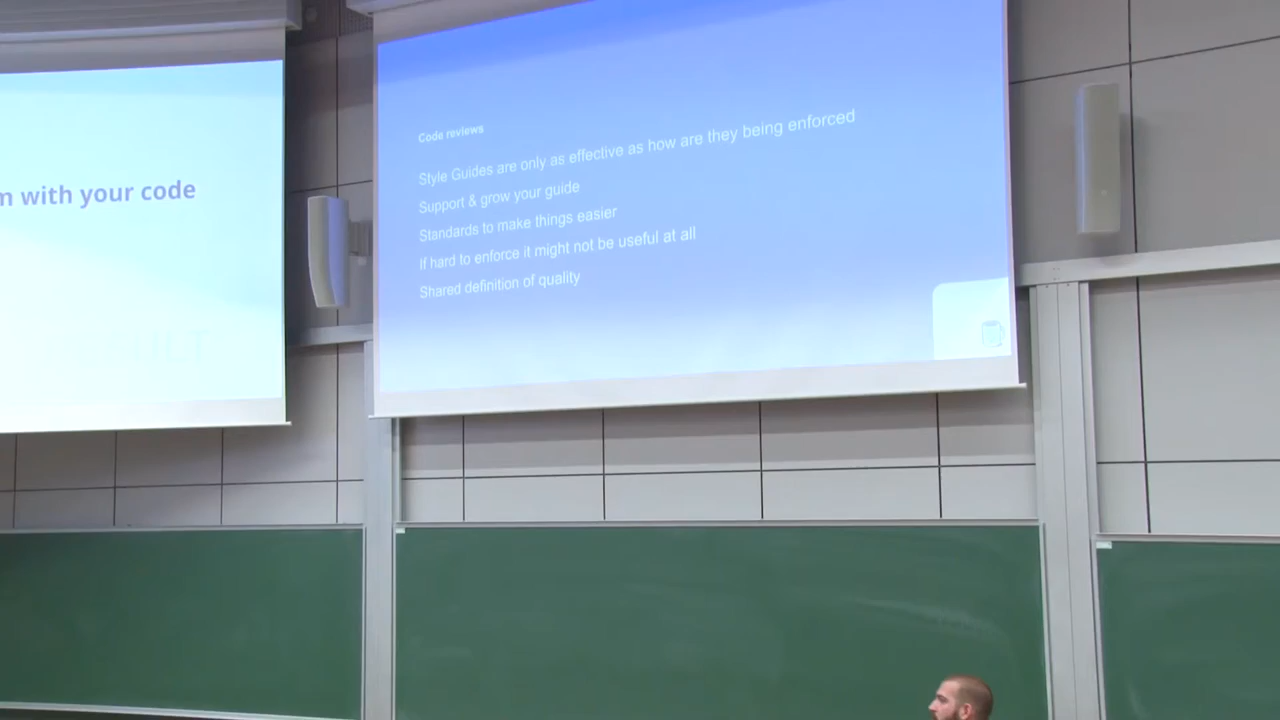 m with your code
Code reviews
Style Guides are only as effective as how are they being enforced
Support & grow your guide
Standards to make things easier
If hard to enforce it might not be useful at all
Shared definition of quality